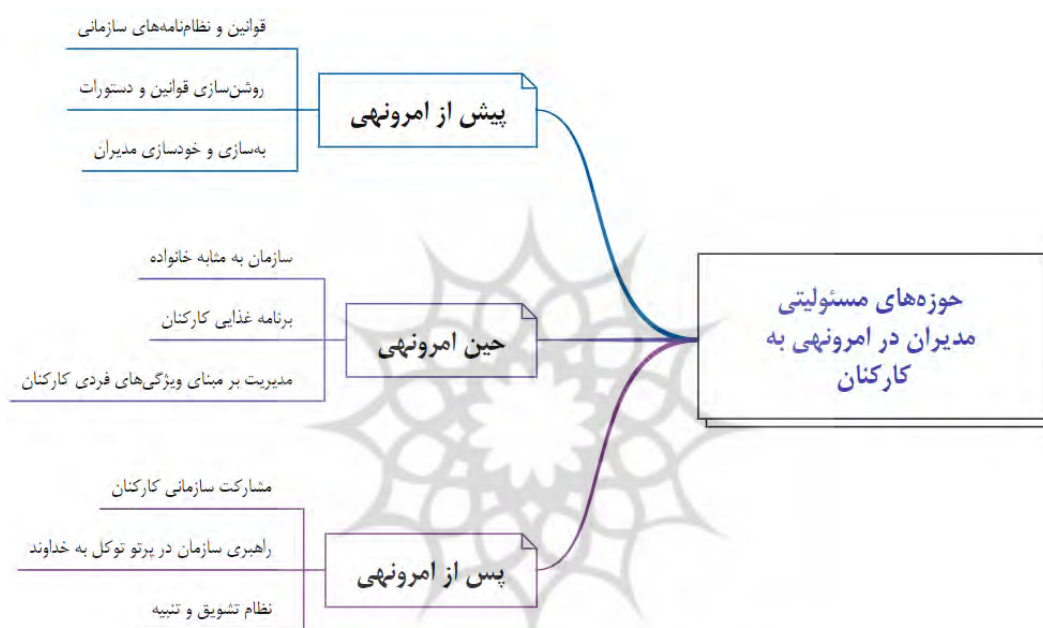 حوزه‌های مسئولیتی
مدیران در امرونهی به
کارکنان
پیش از امرونهی
قوانین و نظام‌نامه‌های سازمانی
روشن‌سازی قوانین و دستورات
به‌سازی و خودسازی مدیران
حین امرونهی
سازمان به مثابه خانواده
برنامه غذایی کارکنان
مدیریت بر مبنای ویژگی‌های فردی کارکنان
پس از امرونهی
مشارکت سازمانی کارکنان
راهبری سازمان در پرتو توکل به خداوند
نظام تشویق و تنبیه